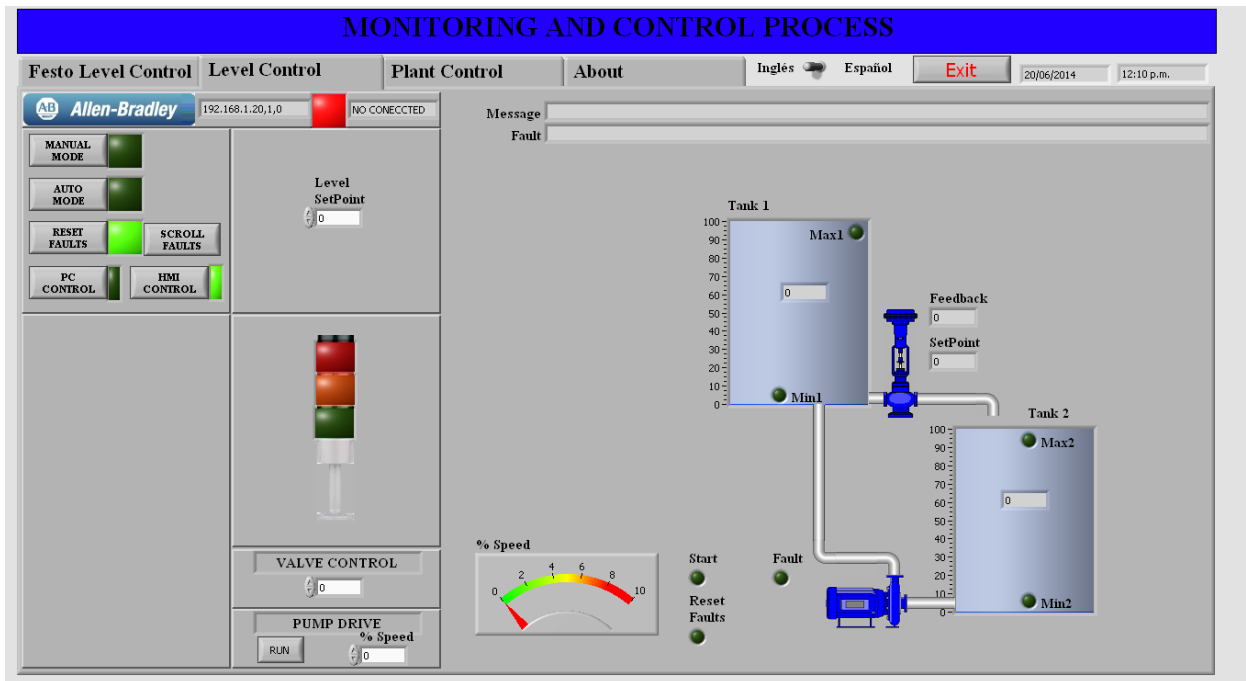 MONITORING AND CONTROL PROCESS
Festo Level Control
Level Control
Plant Control
About
Inglés
Español
Exit
20/06/2014
12:10 p.m.
AB Allen-Bradley
192.168.1.20,1,0
NO CONECCTED
Message
Fault
MANUAL
MODE
AUTO
MODE
RESET
FAULTS
SCROLL
FAULTS
PC
CONTROL
HMI
CONTROL
Level
SetPoint
0
VALVE CONTROL
0
PUMP DRIVE
RUN
% Speed
0
Tank 1
100
90
80
70
60
50
40
30
20
10
0
Max1
0
Min1
Feedback
0
SetPoint
0
Tank 2
100
90
80
70
60
50
40
30
20
10
0
Max2
0
Min2
% Speed
0
2
4
6
8
10
Start
Fault
Reset
Faults